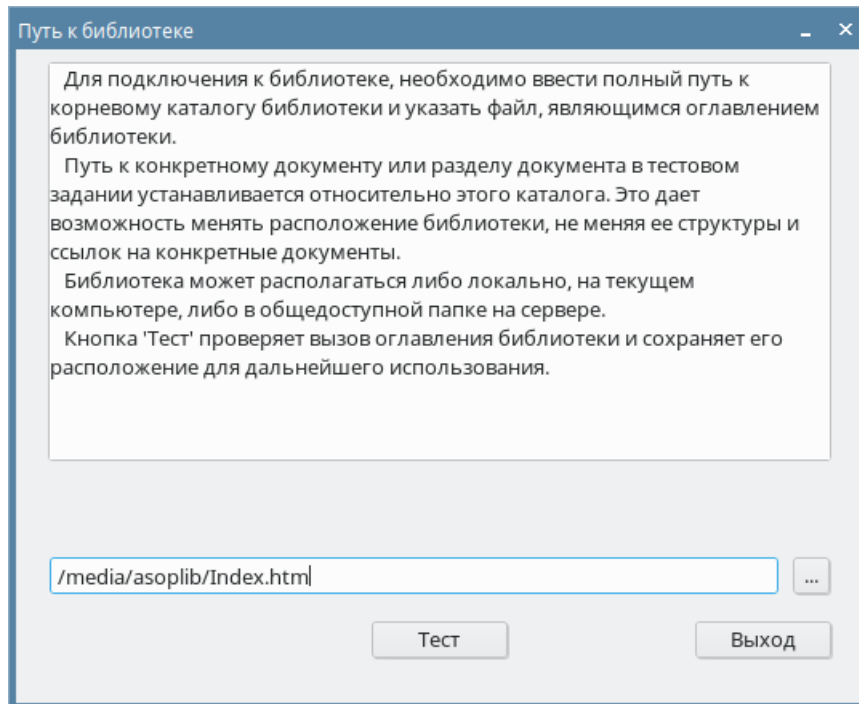 Путь к библиотеке
Для подключения к библиотеке, необходимо ввести полный путь к
корневому каталогу библиотеки и указать файл, являющимся оглавлением
библиотеки.
Путь к конкретному документу или разделу документа в тестовом
задании устанавливается относительно этого каталога. Это дает
возможность менять расположение библиотеки, не меняя ее структуры и
ссылок на конкретные документы.
Библиотека может располагаться либо локально, на текущем
компьютере, либо в общедоступной папке на сервере.
Кнопка 'Тест' проверяет вызов оглавления библиотеки и сохраняет его
расположение для дальнейшего использования.
/media/asoplib/Index.htm
...
Тест
Выход